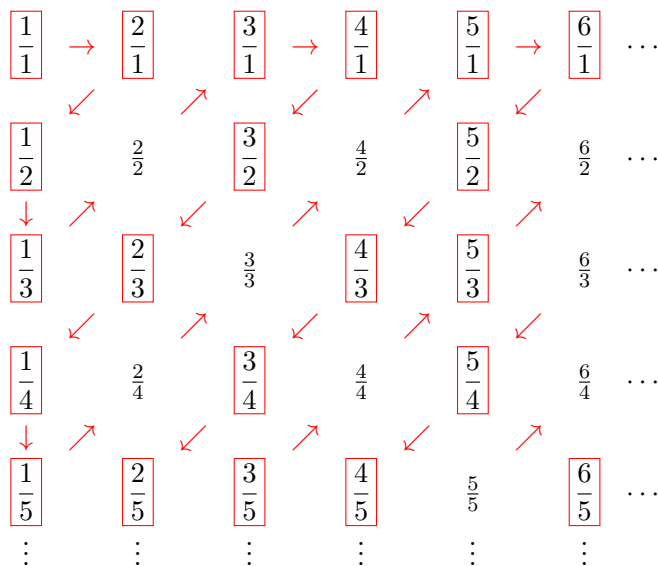 1/1 → 2/1 3/1 → 4/1 5/1 → 6/1 ⋯
↙ ↗ ↙ ↗ ↙
1/2 2/2 3/2 4/2 5/2 6/2 ⋯
↓ ↗ ↙ ↗ ↙ ↗
1/3 2/3 3/3 4/3 5/3 6/3 ⋯
↙ ↗ ↙ ↗ ↙
1/4 2/4 3/4 4/4 5/4 6/4 ⋯
↓ ↗ ↙ ↗ ↙ ↗
1/5 2/5 3/5 4/5 5/5 6/5 ⋯
⋮ ⋮ ⋮ ⋮ ⋮ ⋮